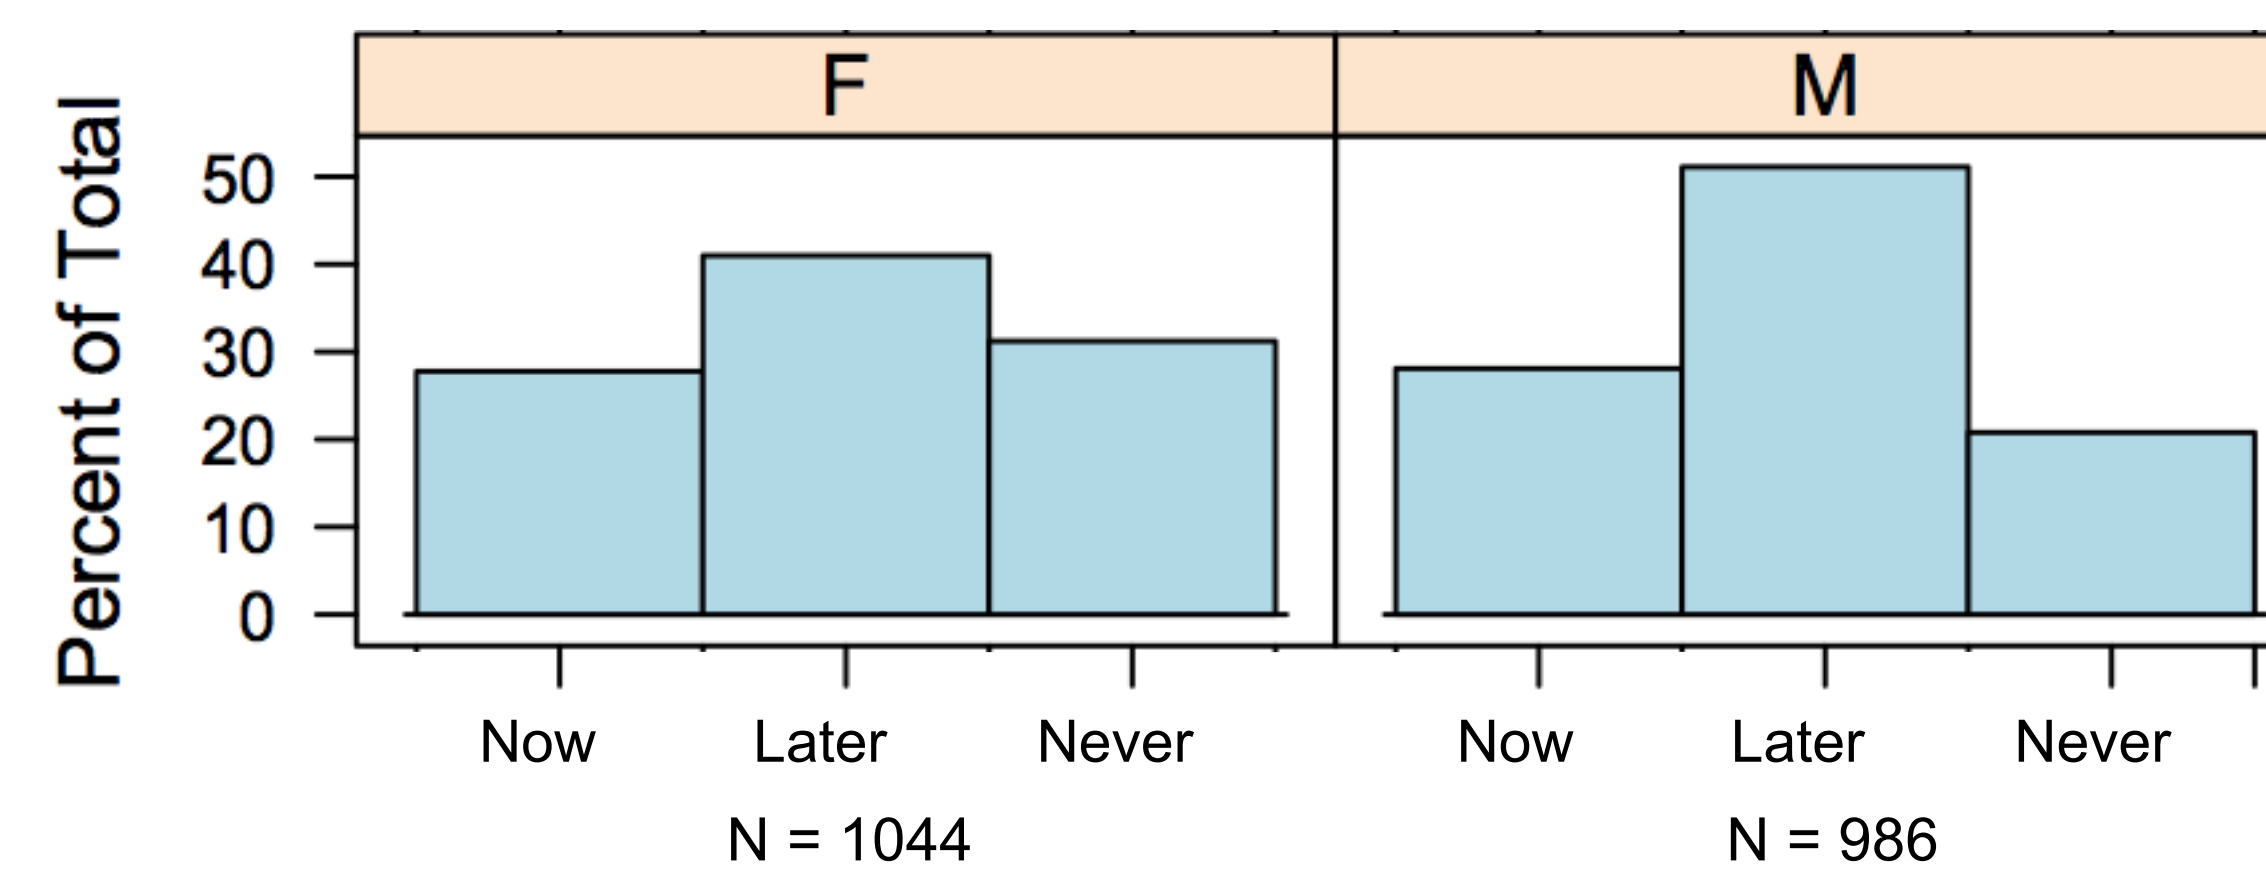 F M
Percent of Total
50
40
30
20
10
0
Now Later Never Now Later Never
N = 1044 N = 986